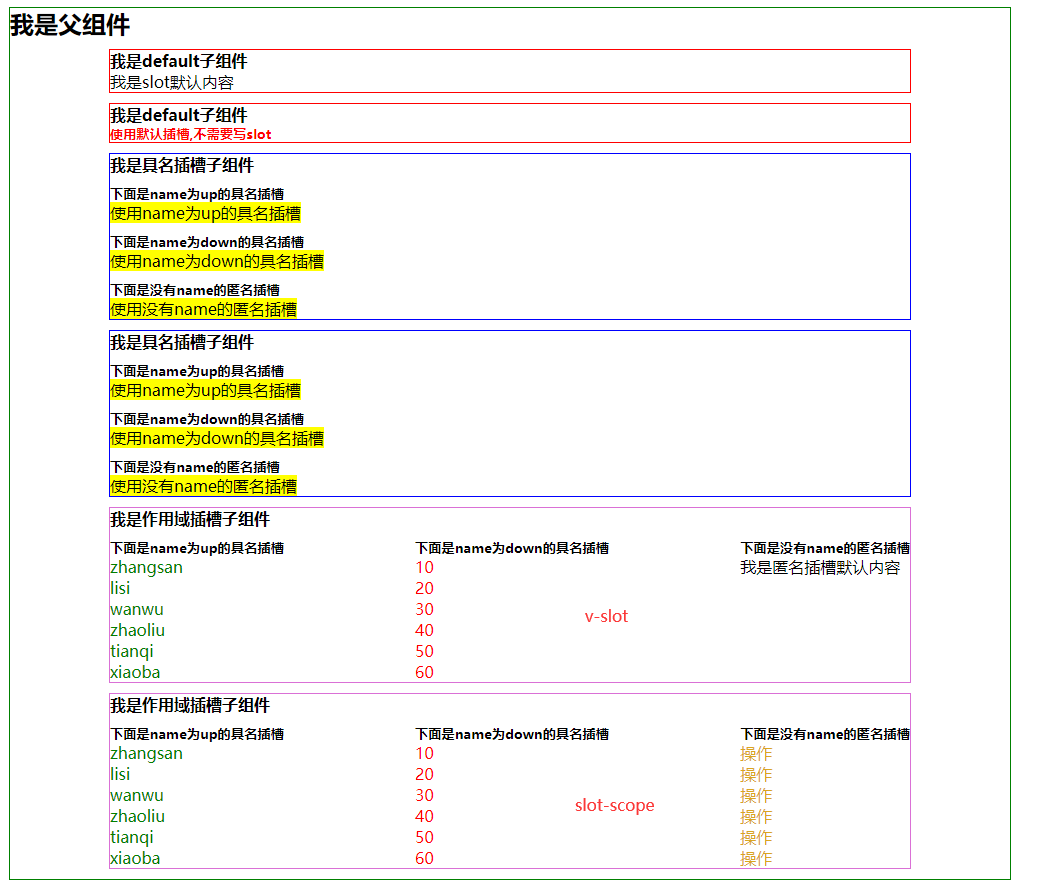 我是父组件
我是default子组件
我是slot默认内容
我是default子组件
使用默认插槽,不需要写slot
我是具名插槽子组件
下面是name为up的具名插槽
使用name为up的具名插槽
下面是name为down的具名插槽
使用name为down的具名插槽
下面是没有name的匿名插槽
使用没有name的匿名插槽
我是具名插槽子组件
下面是name为up的具名插槽
使用name为up的具名插槽
下面是name为down的具名插槽
使用name为down的具名插槽
下面是没有name的匿名插槽
使用没有name的匿名插槽
我是作用域插槽子组件
下面是name为up的具名插槽 下面是name为down的具名插槽 下面是没有name的匿名插槽
zhangsan 10 我是匿名插槽默认内容
lisi 20
wanwu 30
v-slot
zhaoliu 40
tianqi 50
xiaoba 60
我是作用域插槽子组件
下面是name为up的具名插槽 下面是name为down的具名插槽 下面是没有name的匿名插槽
zhangsan 10 操作
lisi 20 操作
wanwu 30 操作
slot-scope
zhaoliu 40 操作
tianqi 50 操作
xiaoba 60 操作